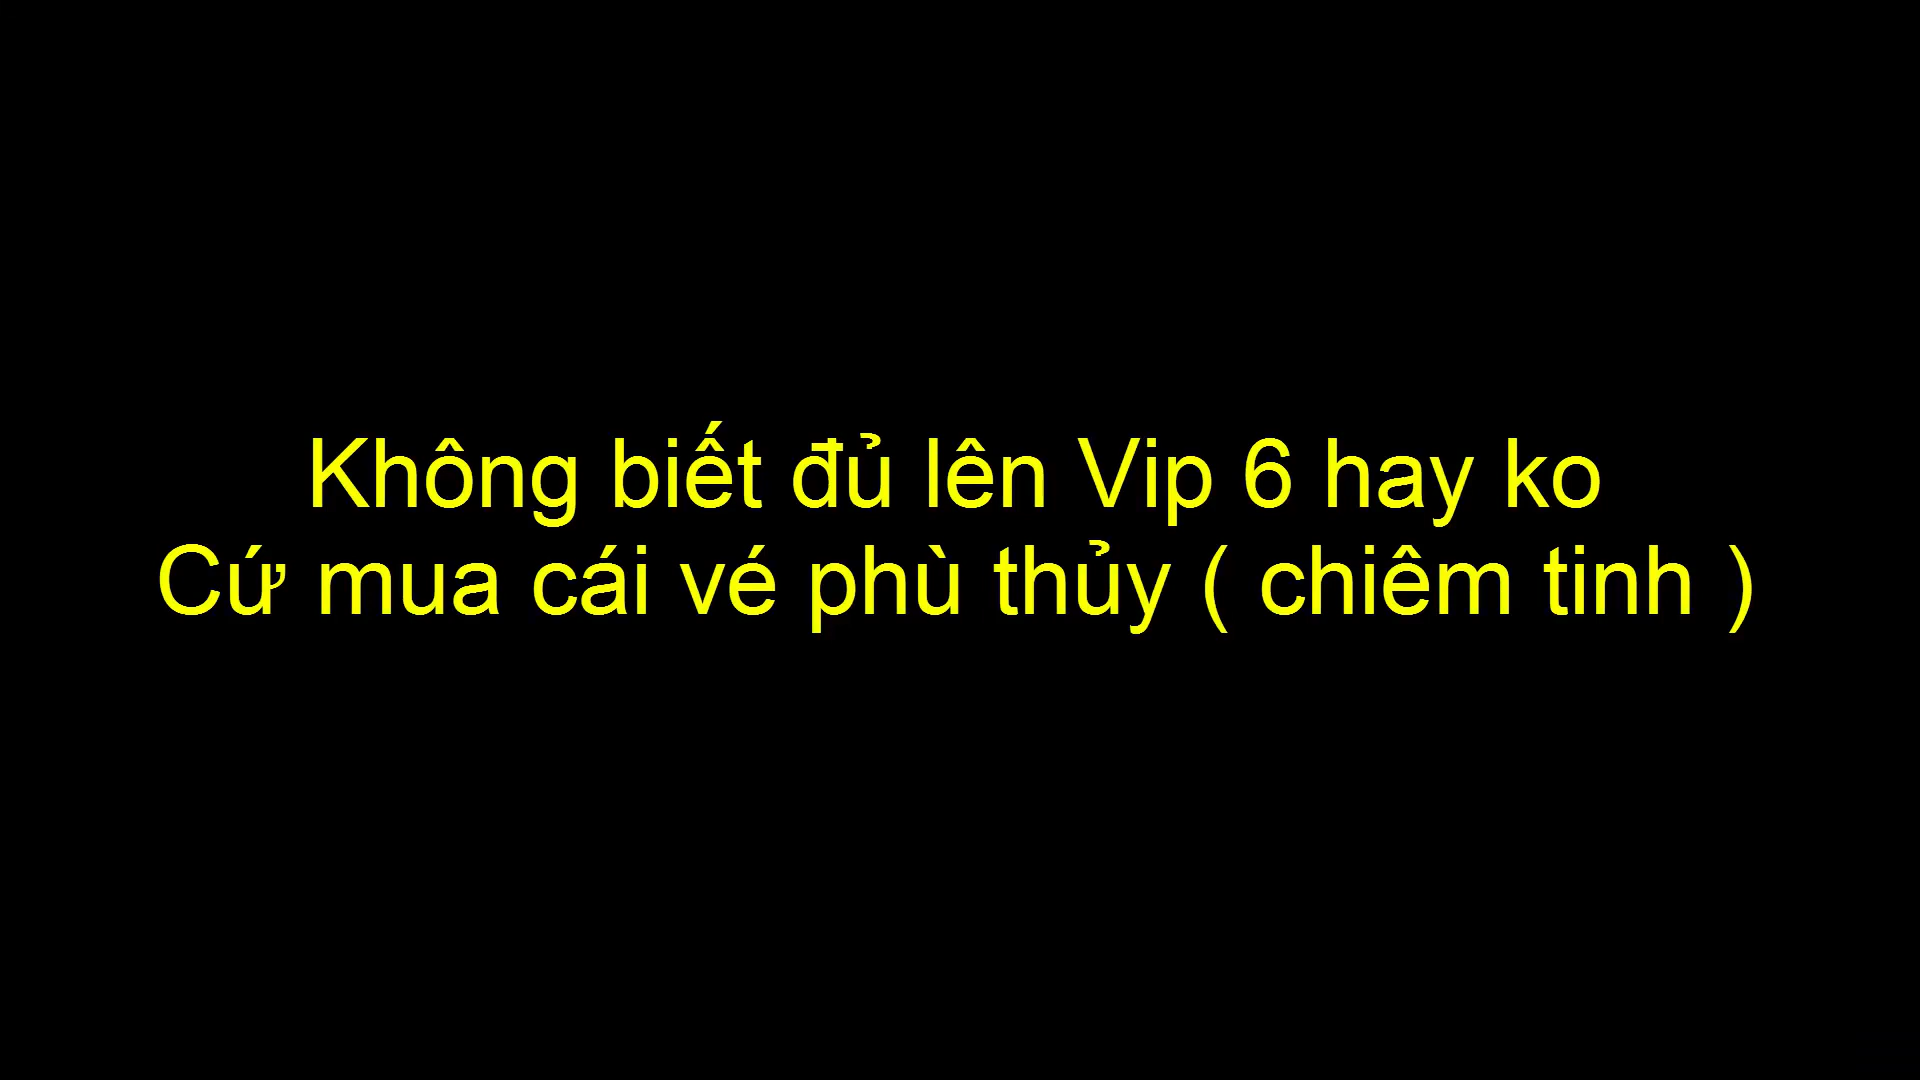 Không biết đủ lên Vip 6 hay ko
Cứ mua cái vé phù thủy ( chiêm tinh )